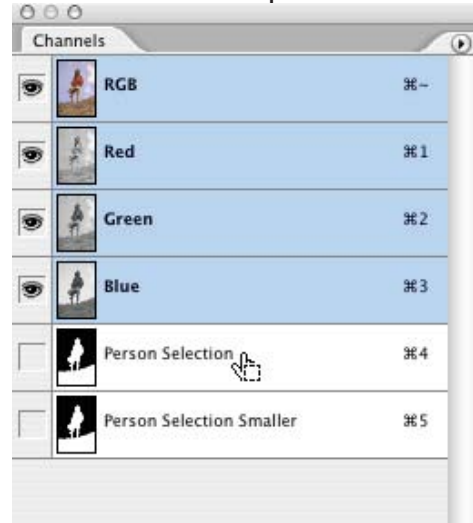 Channels
RGB ⌘~
Red ⌘1
Green ⌘2
Blue ⌘3
Person Selection ⌘4
Person Selection Smaller ⌘5